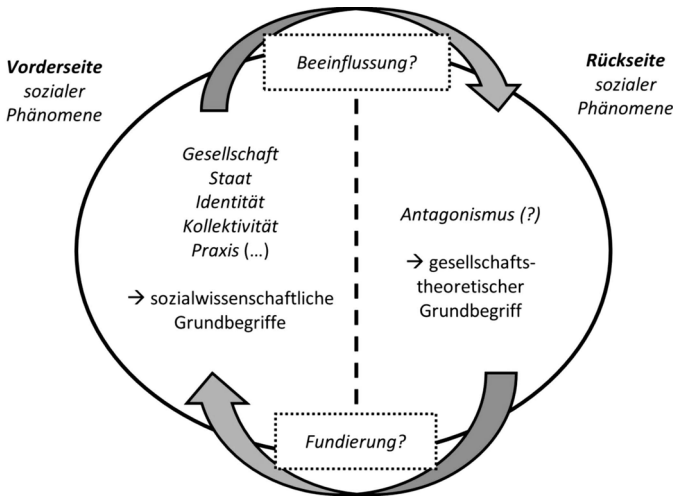 Vorderseite
sozialer
Phänomene
Beeinflussung?
Rückseite
sozialer
Phänomene
Gesellschaft
Staat
Identität
Kollektivität
Praxis (…)
→ sozialwissenschaftliche
Grundbegriffe
Antagonismus (?)
→ gesellschafts-
theoretischer
Grundbegriff
Fundierung?